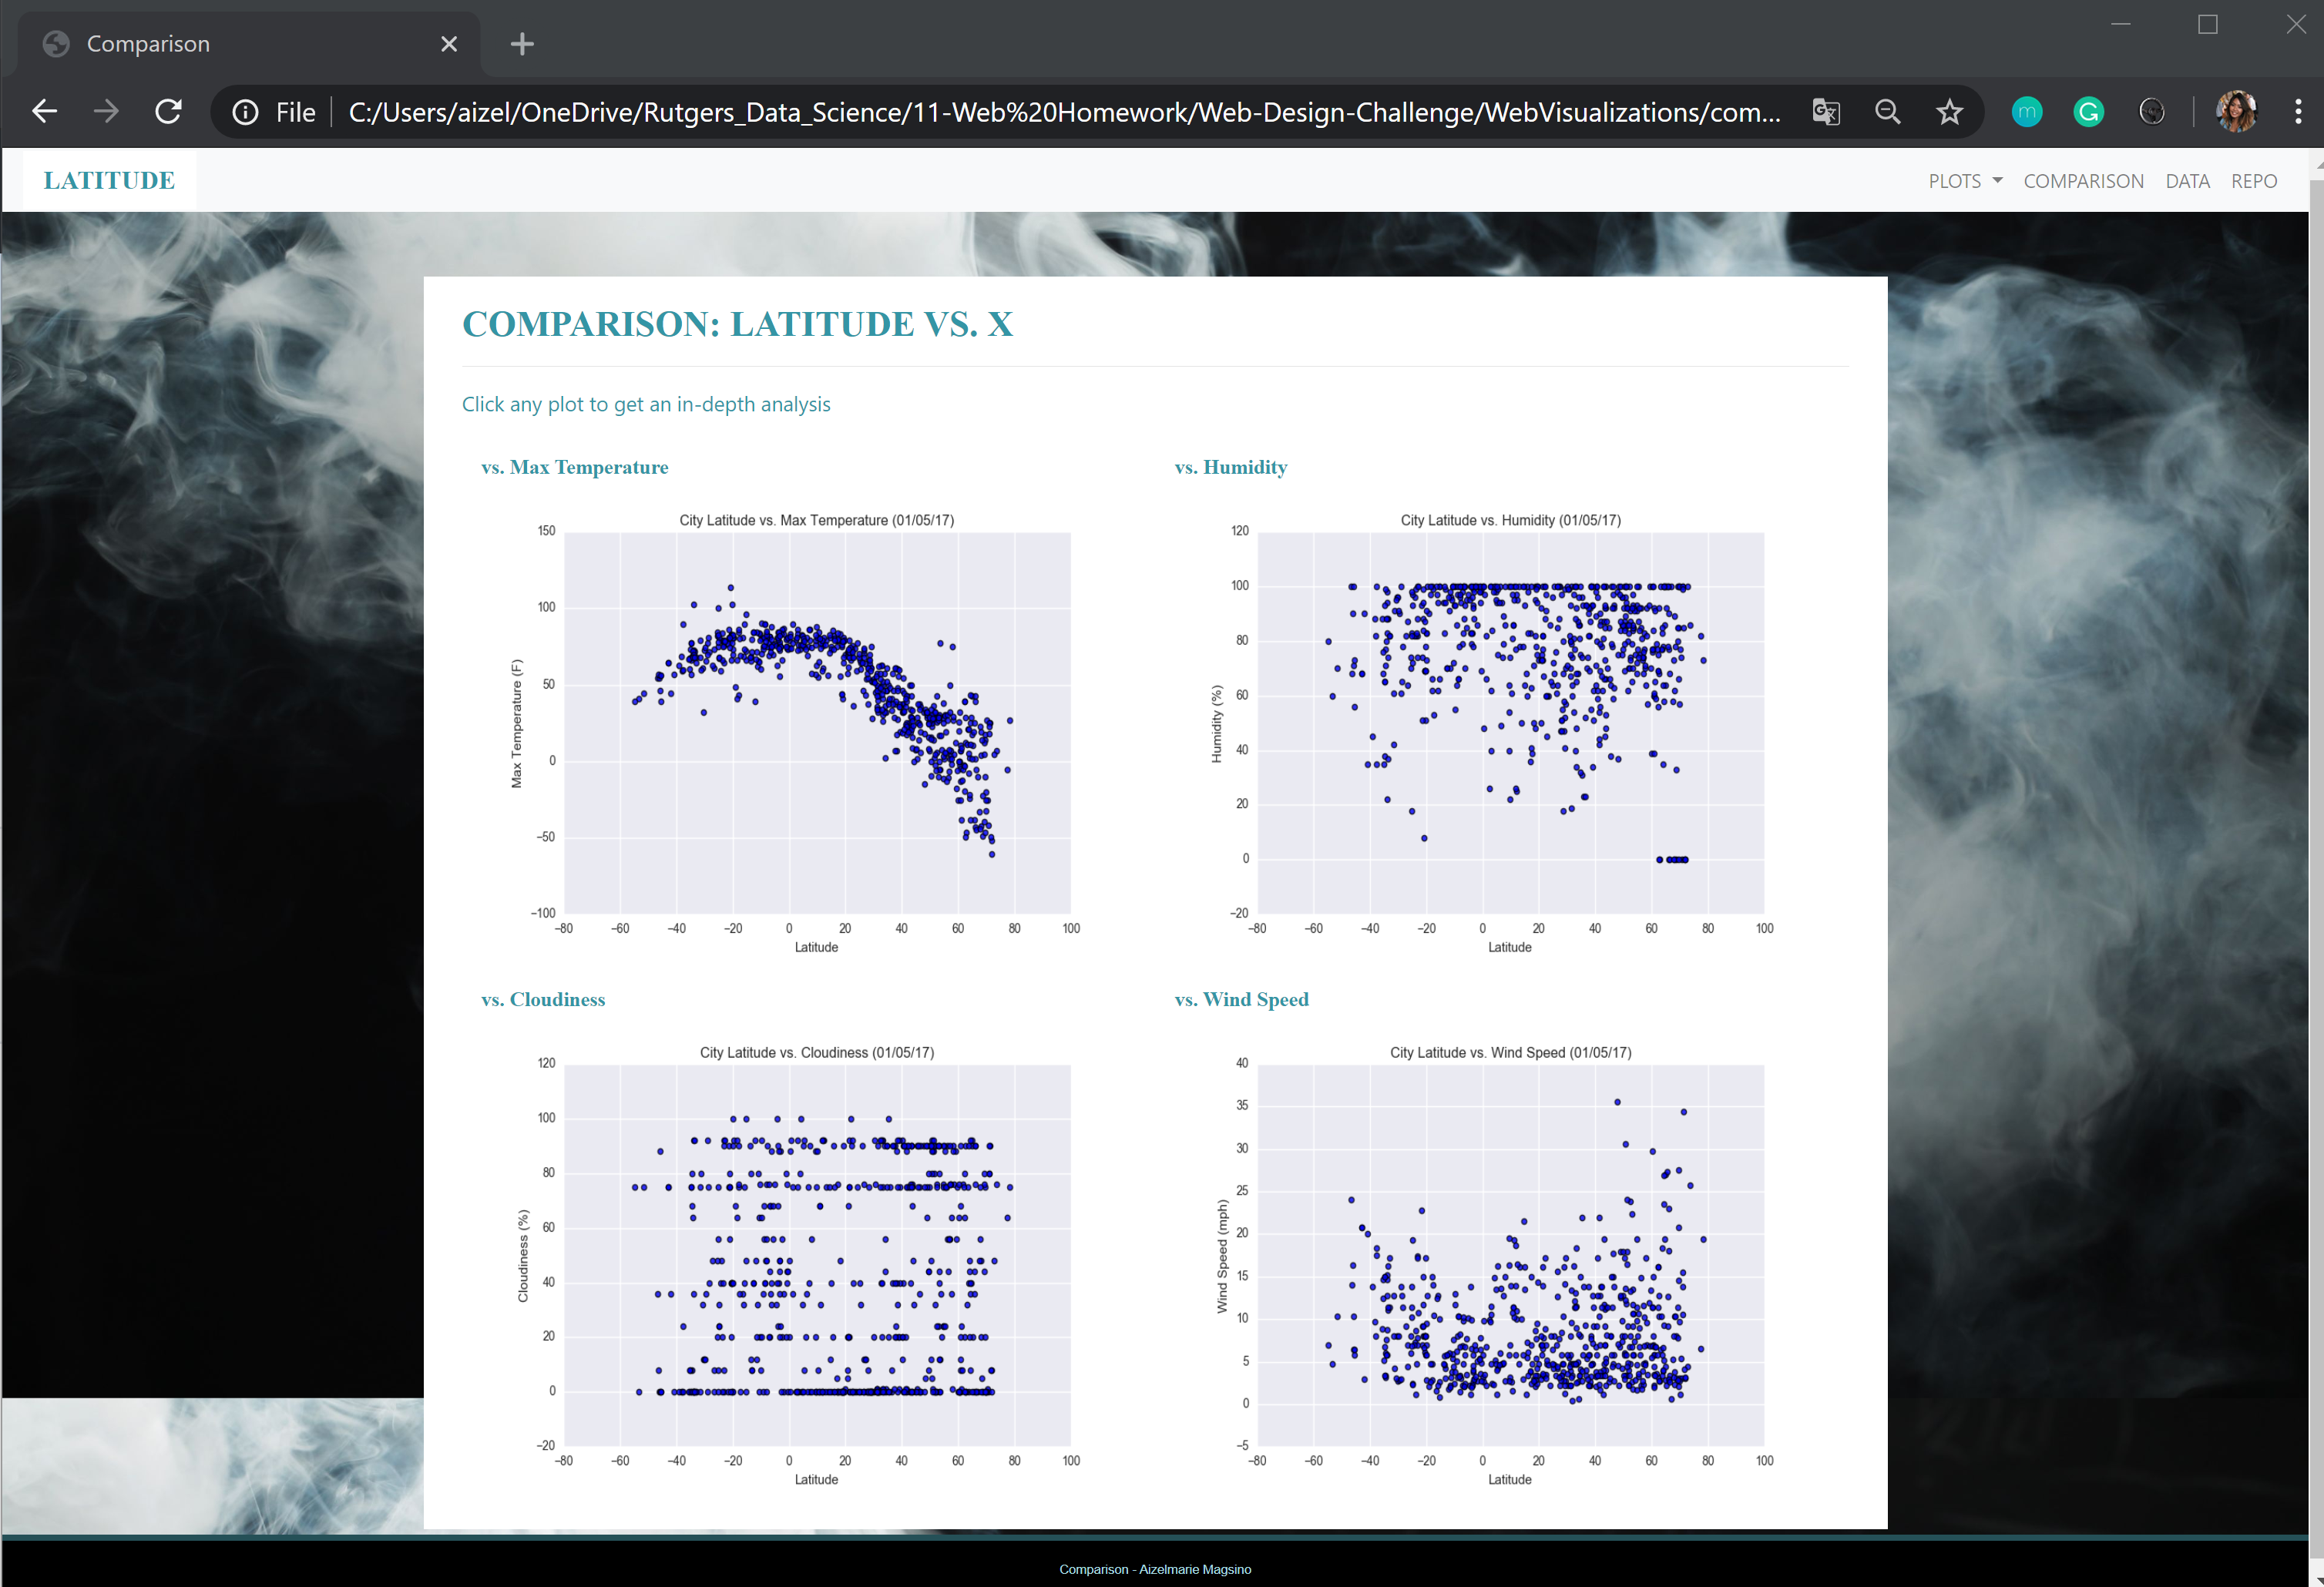 Comparison
File
C:/Users/aizel/OneDrive/Rutgers_Data_Science/11-Web%20Homework/Web-Design-Challenge/WebVisualizations/com...
m
G
LATITUDE
PLOTS COMPARISON DATA REPO
COMPARISON: LATITUDE VS. X
Click any plot to get an in-depth analysis
vs. Max Temperature
City Latitude vs. Max Temperature (01/05/17)
150
100
50
0
−50
−100
Max Temperature (F)
−80 −60 −40 −20 0 20 40 60 80 100
Latitude
vs. Humidity
City Latitude vs. Humidity (01/05/17)
120
100
80
60
40
20
0
−20
Humidity (%)
−80 −60 −40 −20 0 20 40 60 80 100
Latitude
vs. Cloudiness
City Latitude vs. Cloudiness (01/05/17)
120
100
80
60
40
20
0
−20
Cloudiness (%)
−80 −60 −40 −20 0 20 40 60 80 100
Latitude
vs. Wind Speed
City Latitude vs. Wind Speed (01/05/17)
40
35
30
25
20
15
10
5
0
−5
Wind Speed (mph)
−80 −60 −40 −20 0 20 40 60 80 100
Latitude
Comparison - Aizelmarie Magsino